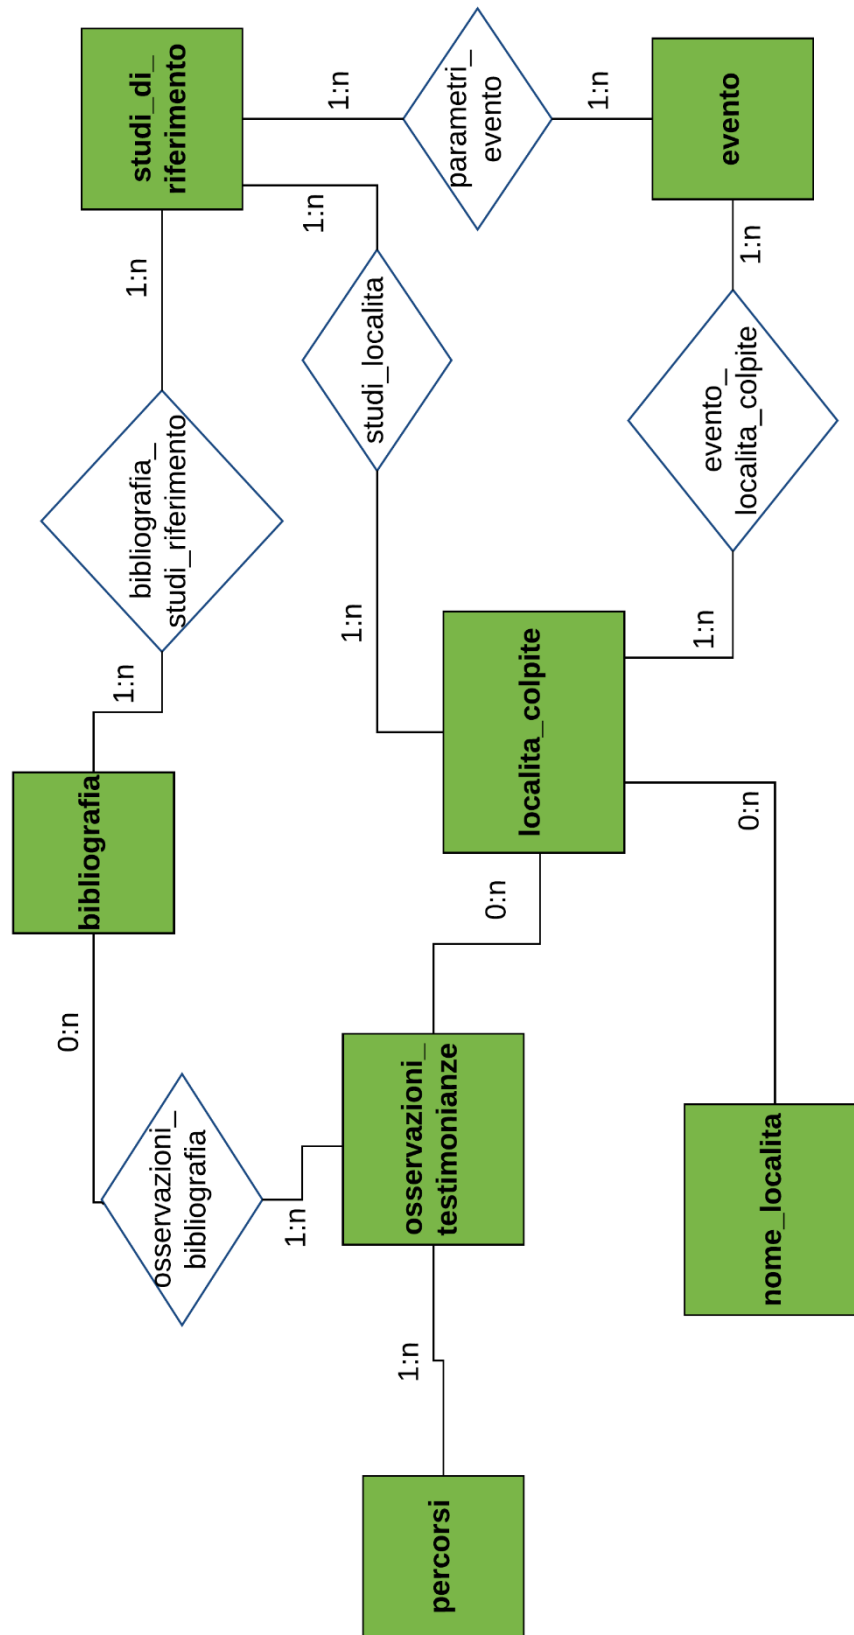 studi_di_
riferimento
1:n
parametri_
evento
1:n
evento
1:n
1:n
studi_localita
1:n
1:n
bibliografia_
studi_riferimento
1:n
evento_
localita_colpite
1:n
bibliografia
localita_colpite
0:n
0:n
0:n
osservazioni_
bibliografia
1:n
osservazioni_
testimonianze
nome_localita
1:n
percorsi